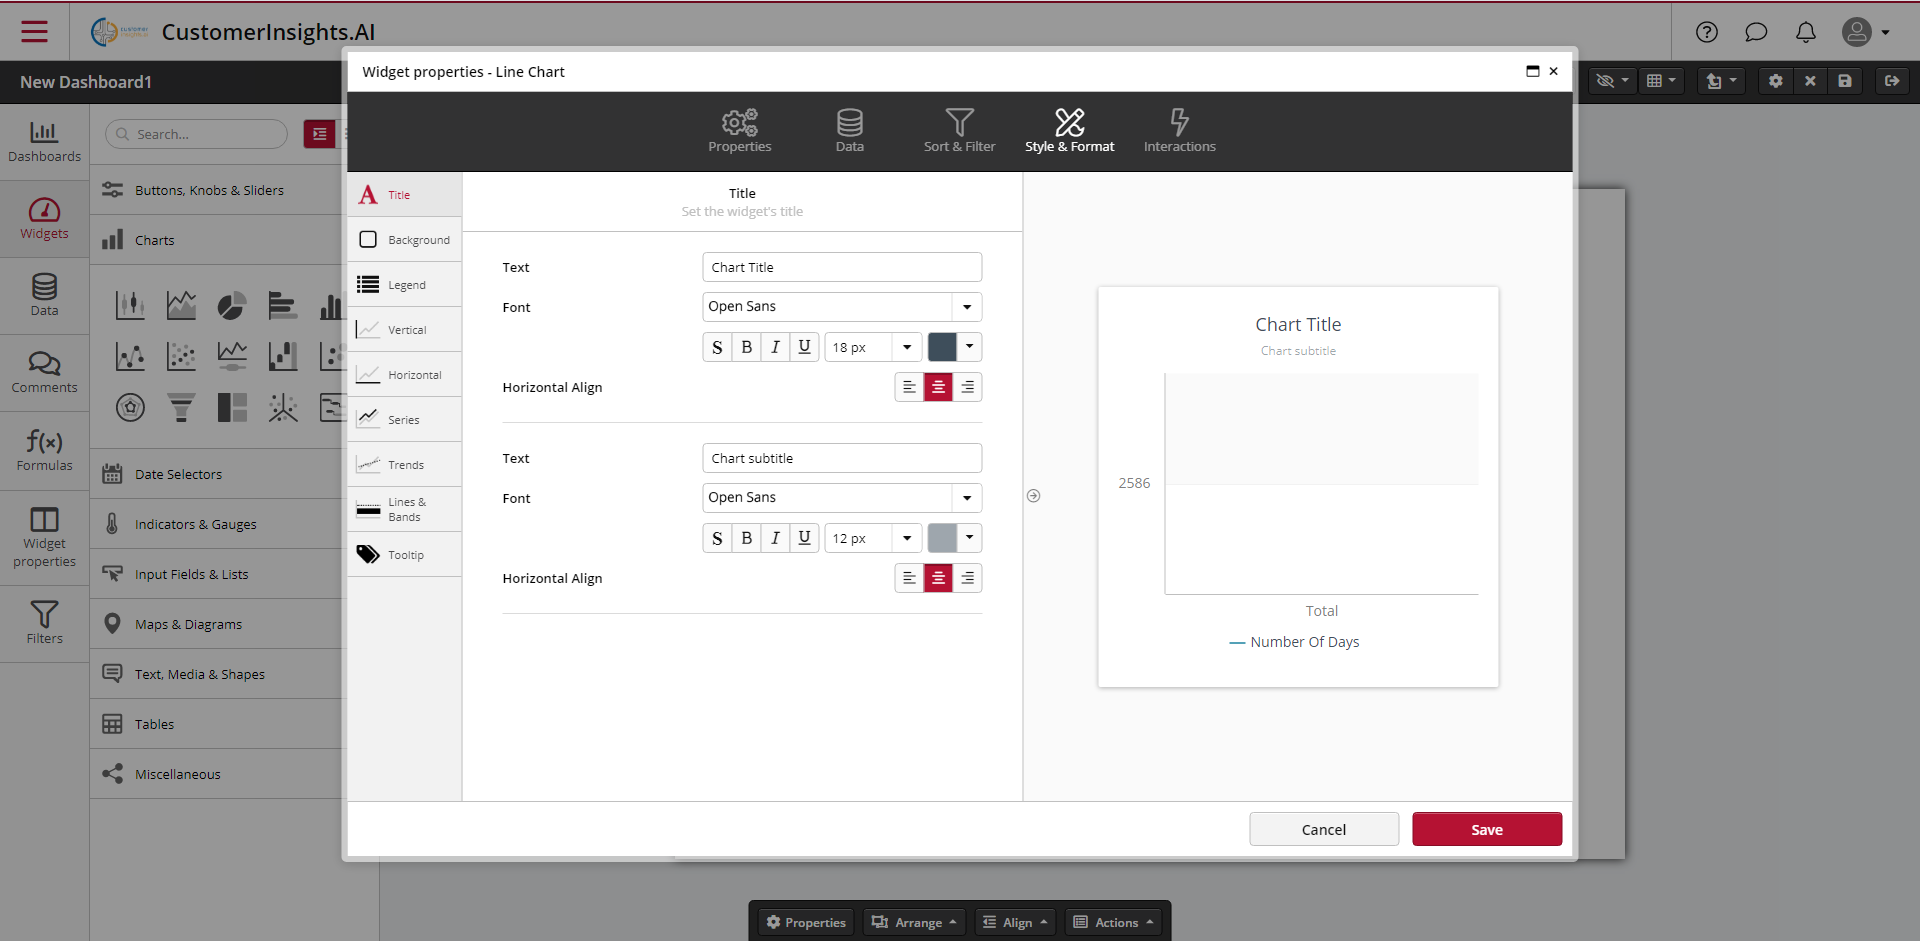 CustomerInsights.AI
New Dashboard1
Dashboards
Widgets
Data
Comments
f(x)
Formulas
Widget
properties
Filters
Search...
Buttons, Knobs & Sliders
Charts
Date Selectors
Indicators & Gauges
Input Fields & Lists
Maps & Diagrams
Text, Media & Shapes
Tables
Miscellaneous
Widget properties - Line Chart
Properties
Data
Sort & Filter
Style & Format
Interactions
Title
Background
Legend
Vertical
Horizontal
Series
Trends
Lines &
Bands
Tooltip
Title
Set the widget's title
Text
Chart Title
Font
Open Sans
S B I U 18 px
Horizontal Align
Text
Chart subtitle
Font
Open Sans
S B I U 12 px
Horizontal Align
Chart Title
Chart subtitle
2586
Total
Number Of Days
Cancel
Save
Properties
Arrange
Align
Actions